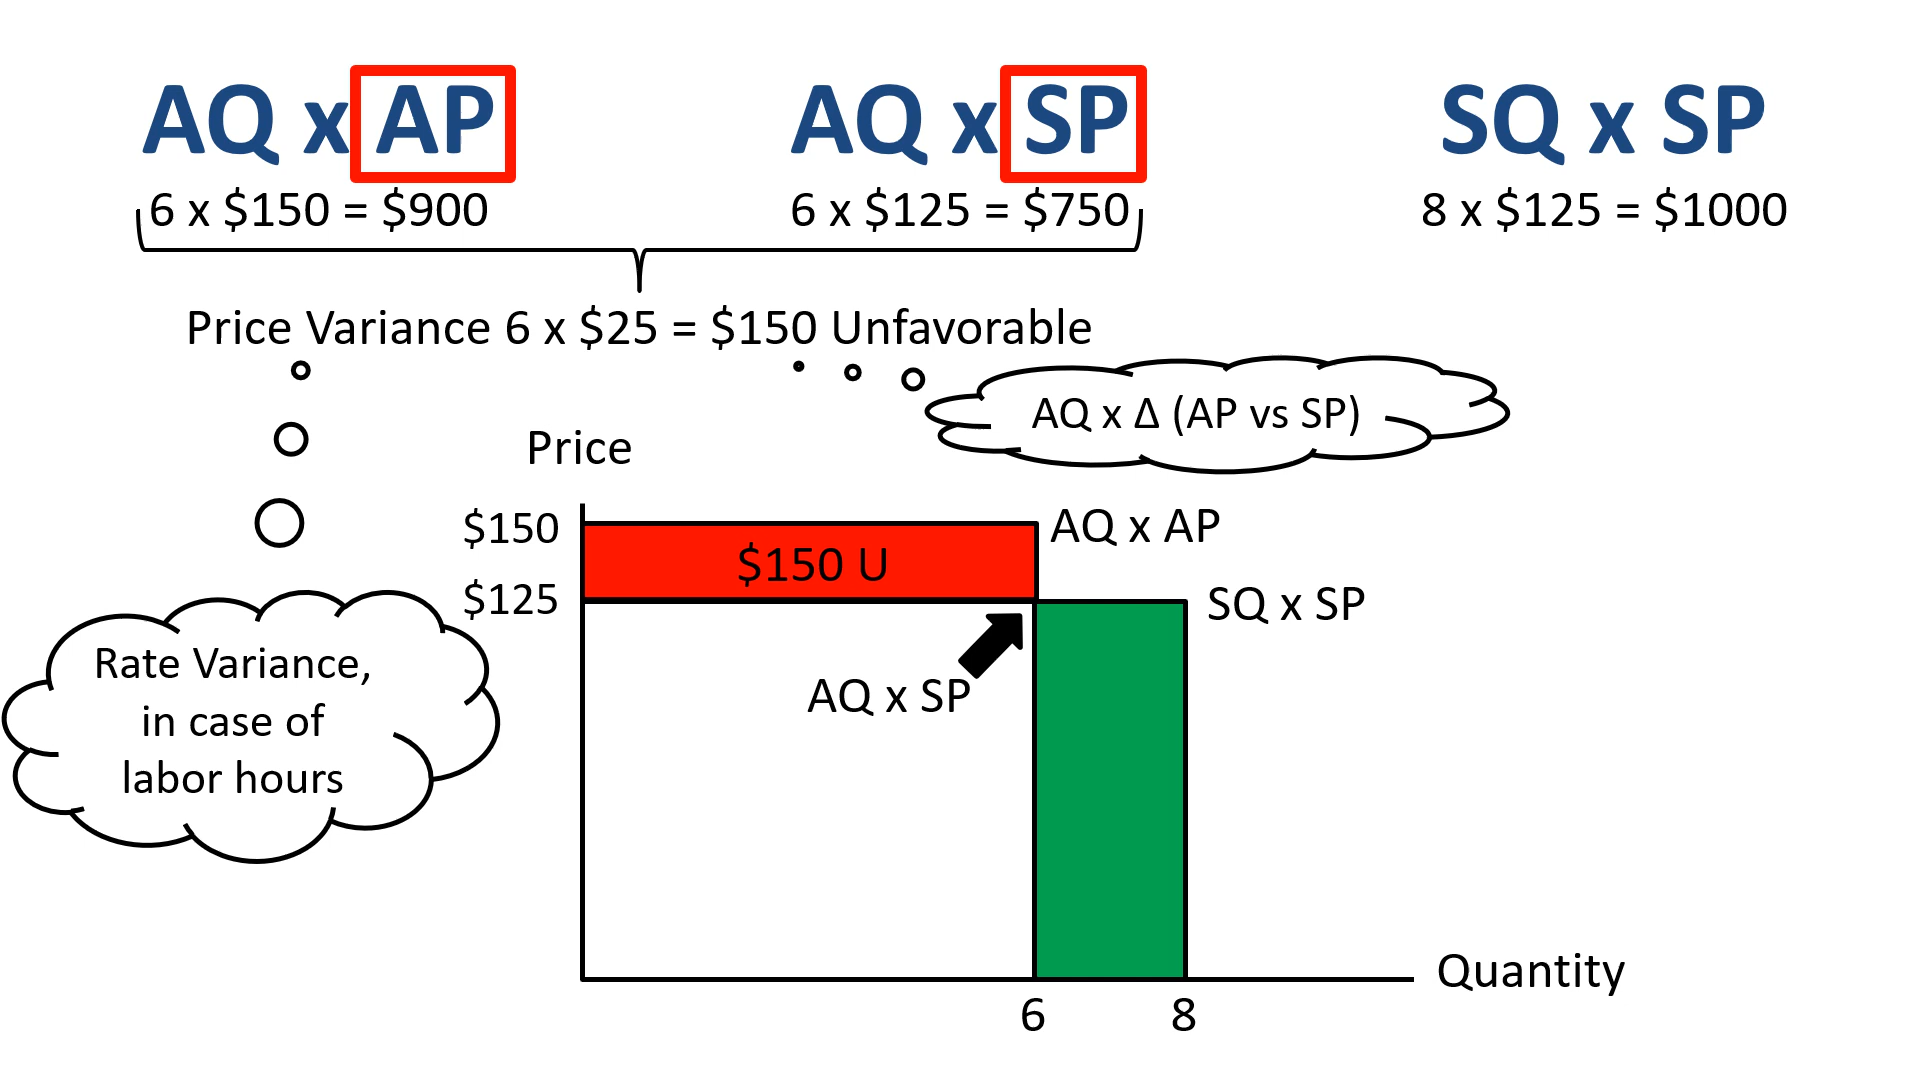 AQ x AP
AQ x SP
SQ x SP
6 x $150 = $900
6 x $125 = $750
8 x $125 = $1000
Price Variance 6 x $25 = $150 Unfavorable
AQ x Δ (AP vs SP)
Price
$150
$150 U
AQ x AP
$125
SQ x SP
Rate Variance,
in case of
labor hours
AQ x SP
Quantity
6
8